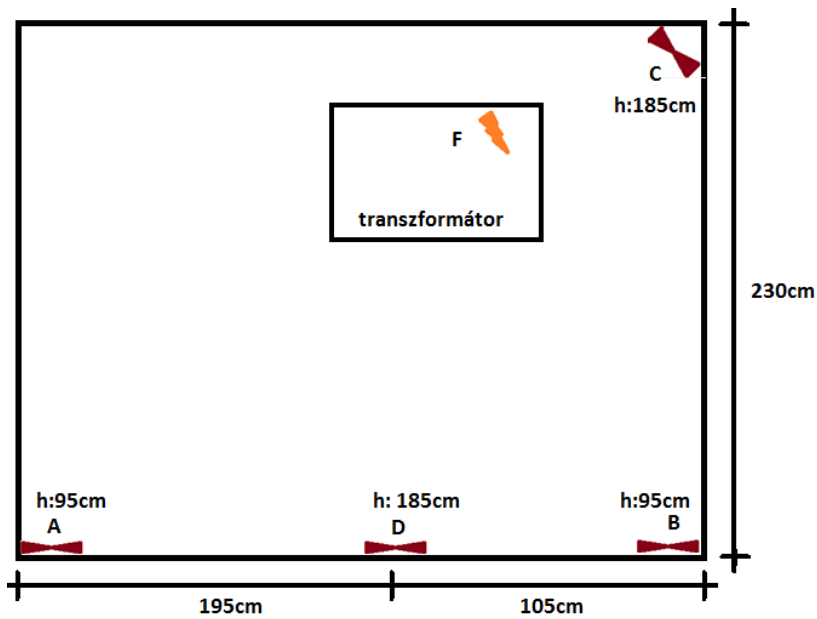 C
h:185cm
F
transzformátor
230cm
h:95cm
A
h: 185cm
D
h:95cm
B
195cm
105cm